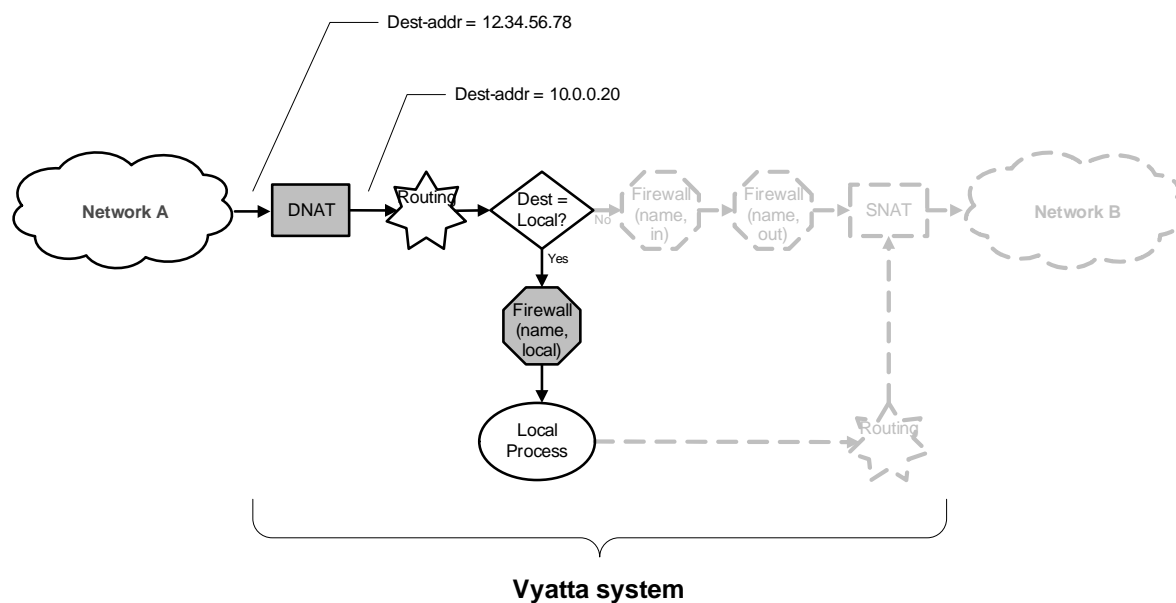 Dest-addr = 12.34.56.78
Dest-addr = 10.0.0.20
Network A
DNAT
Routing
Dest =
Local?
No
Firewall
(name,
in)
Firewall
(name,
out)
SNAT
Network B
Yes
Firewall
(name,
local)
Local
Process
Routing
Vyatta system